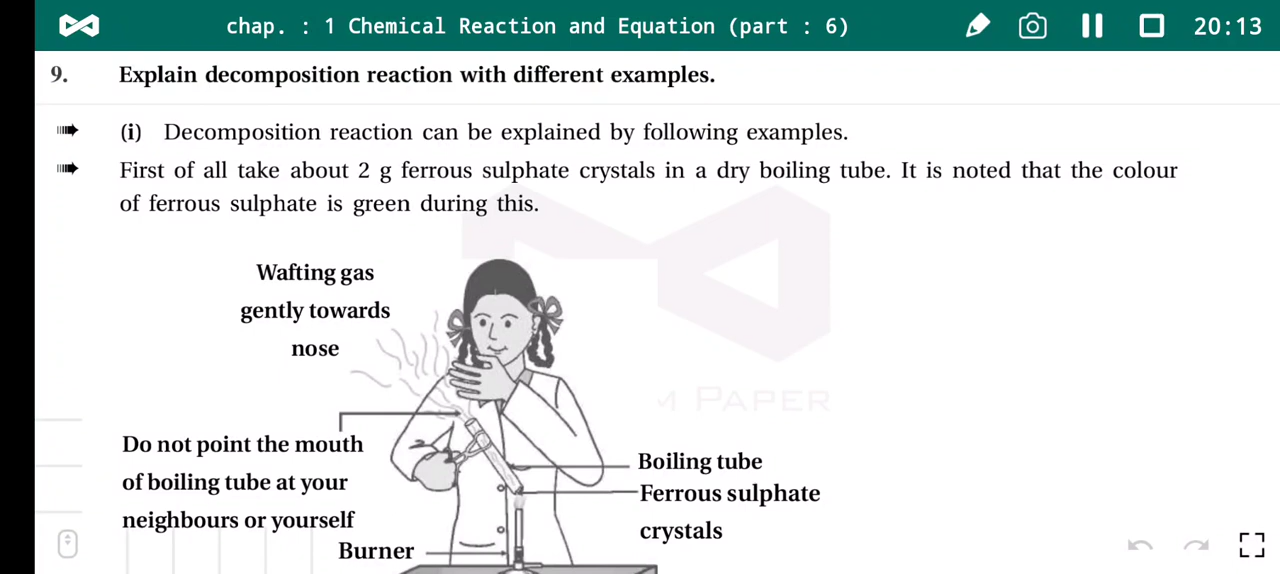 chap. : 1 Chemical Reaction and Equation (part : 6)
20:13
9. Explain decomposition reaction with different examples.
(i) Decomposition reaction can be explained by following examples.
First of all take about 2 g ferrous sulphate crystals in a dry boiling tube. It is noted that the colour
of ferrous sulphate is green during this.
Wafting gas
gently towards
nose
PAPER
Do not point the mouth
of boiling tube at your
neighbours or yourself
Boiling tube
Ferrous sulphate
crystals
Burner